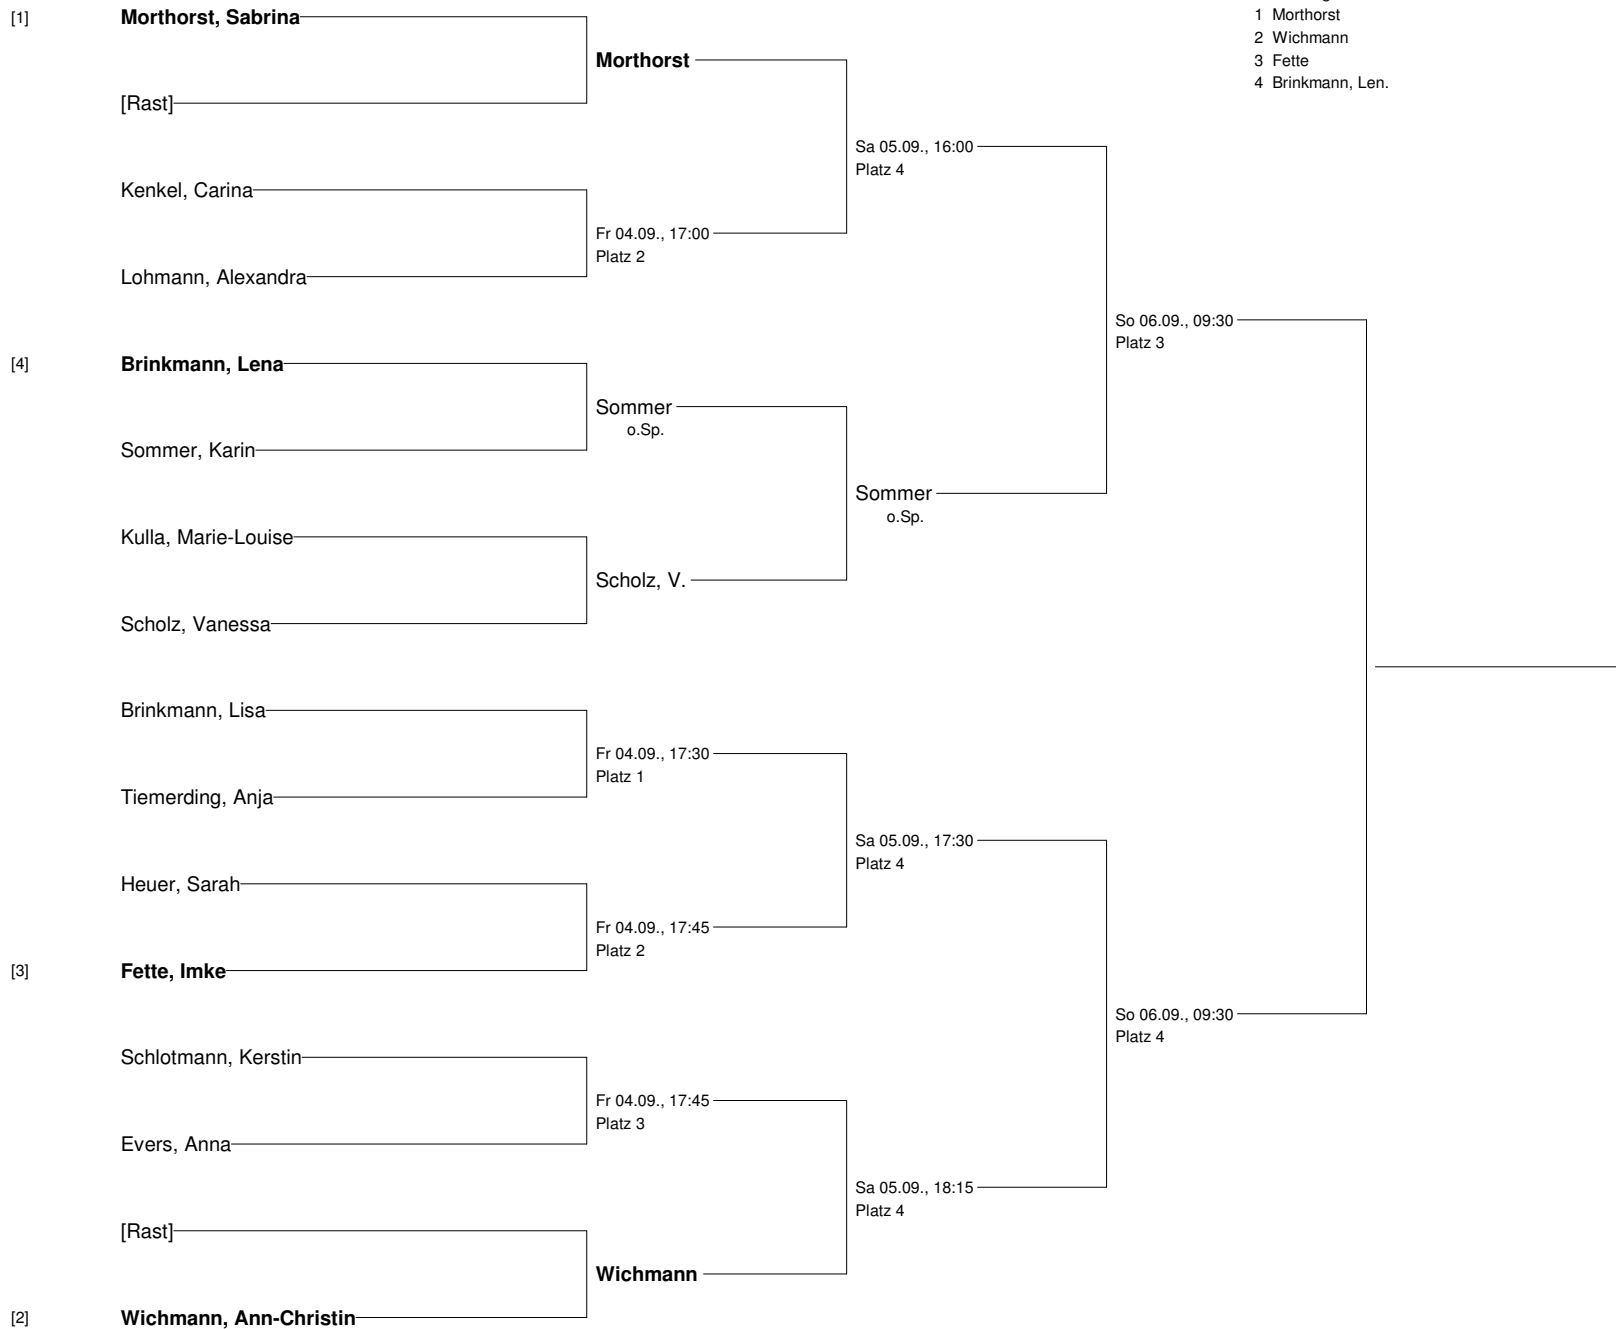 1 Morthorst
2 Wichmann
3 Fette
4 Brinkmann, Len.
[1] Morthorst, Sabrina
Morthorst
[Rast]
Sa 05.09., 16:00
Platz 4
Kenkel, Carina
Fr 04.09., 17:00
Platz 2
Lohmann, Alexandra
So 06.09., 09:30
Platz 3
[4] Brinkmann, Lena
Sommer
o.Sp.
Sommer, Karin
Sommer
o.Sp.
Kulla, Marie-Louise
Scholz, V.
Scholz, Vanessa
Brinkmann, Lisa
Fr 04.09., 17:30
Platz 1
Tiemerding, Anja
Sa 05.09., 17:30
Platz 4
Heuer, Sarah
Fr 04.09., 17:45
Platz 2
[3] Fette, Imke
So 06.09., 09:30
Platz 4
Schlotmann, Kerstin
Fr 04.09., 17:45
Platz 3
Evers, Anna
Sa 05.09., 18:15
Platz 4
[Rast]
Wichmann
[2] Wichmann, Ann-Christin